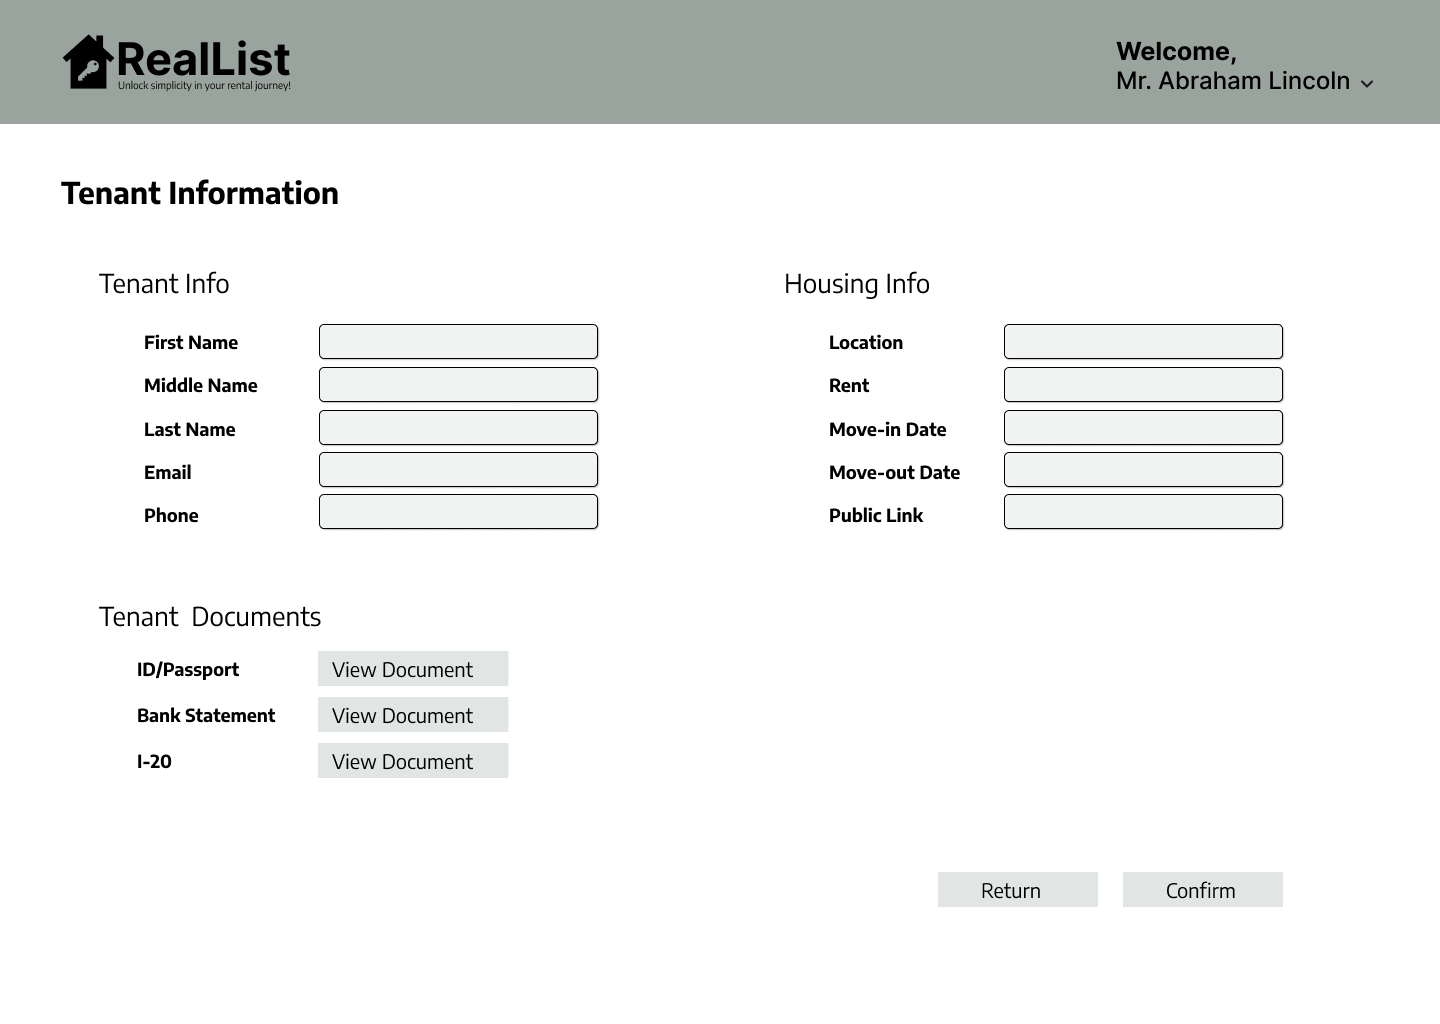 RealList
Unlock simplicity in your rental journey!
Welcome,
Mr. Abraham Lincoln
Tenant Information
Tenant Info
First Name
Middle Name
Last Name
Email
Phone
Housing Info
Location
Rent
Move-in Date
Move-out Date
Public Link
Tenant  Documents
ID/Passport View Document
Bank Statement View Document
I-20 View Document
Return Confirm